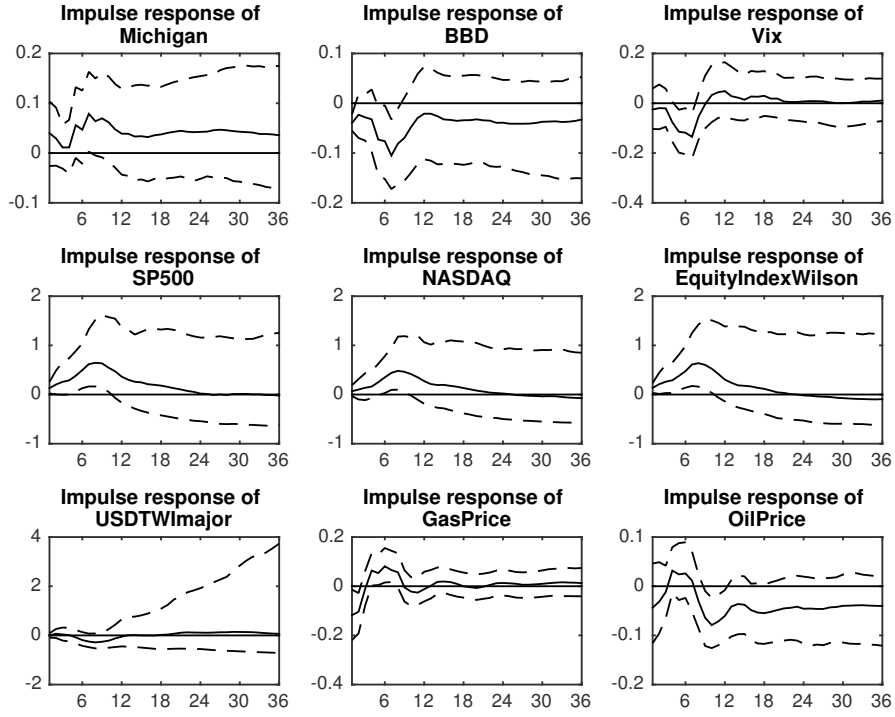 Impulse response of
Michigan
0.2
0.1
0
-0.1
6 12 18 24 30 36
Impulse response of
BBD
0.1
0
-0.1
-0.2
6 12 18 24 30 36
Impulse response of
Vix
0.2
0
-0.2
-0.4
6 12 18 24 30 36
Impulse response of
SP500
2
1
0
-1
6 12 18 24 30 36
Impulse response of
NASDAQ
2
1
0
-1
6 12 18 24 30 36
Impulse response of
EquityIndexWilson
2
1
0
-1
6 12 18 24 30 36
Impulse response of
USDTWImajor
4
2
0
-2
6 12 18 24 30 36
Impulse response of
GasPrice
0.2
0
-0.2
-0.4
6 12 18 24 30 36
Impulse response of
OilPrice
0.1
0
-0.1
-0.2
6 12 18 24 30 36